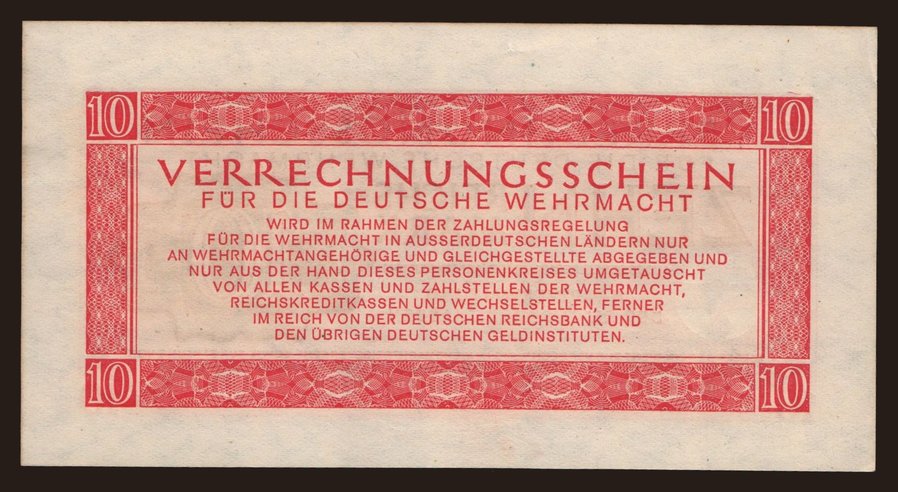 10 10
VERRECHNUNGSSCHEIN
FÜR DIE DEUTSCHE WEHRMACHT
WIRD IM RAHMEN DER ZAHLUNGSREGELUNG
FÜR DIE WEHRMACHT IN AUSSERDEUTSCHEN LÄNDERN NUR
AN WEHRMACHTANGEHÖRIGE UND GLEICHGESTELLTE ABGEGEBEN UND
NUR AUS DER HAND DIESES PERSONENKREISES UMGETAUSCHT
VON ALLEN KASSEN UND ZAHLSTELLEN DER WEHRMACHT,
REICHSKREDITKASSEN UND WECHSELSTELLEN, FERNER
IM REICH VON DER DEUTSCHEN REICHSBANK UND
DEN ÜBRIGEN DEUTSCHEN GELDINSTITUTEN.
10 10